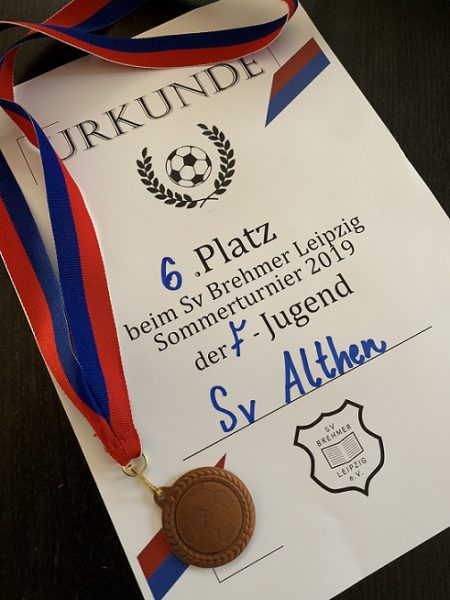 URKUNDE
6. Platz
beim Sv Brehmer Leipzig
Sommerturnier 2019
der F-Jugend
Sv Althen
SV
BREHMER
LEIPZIG
e.V.